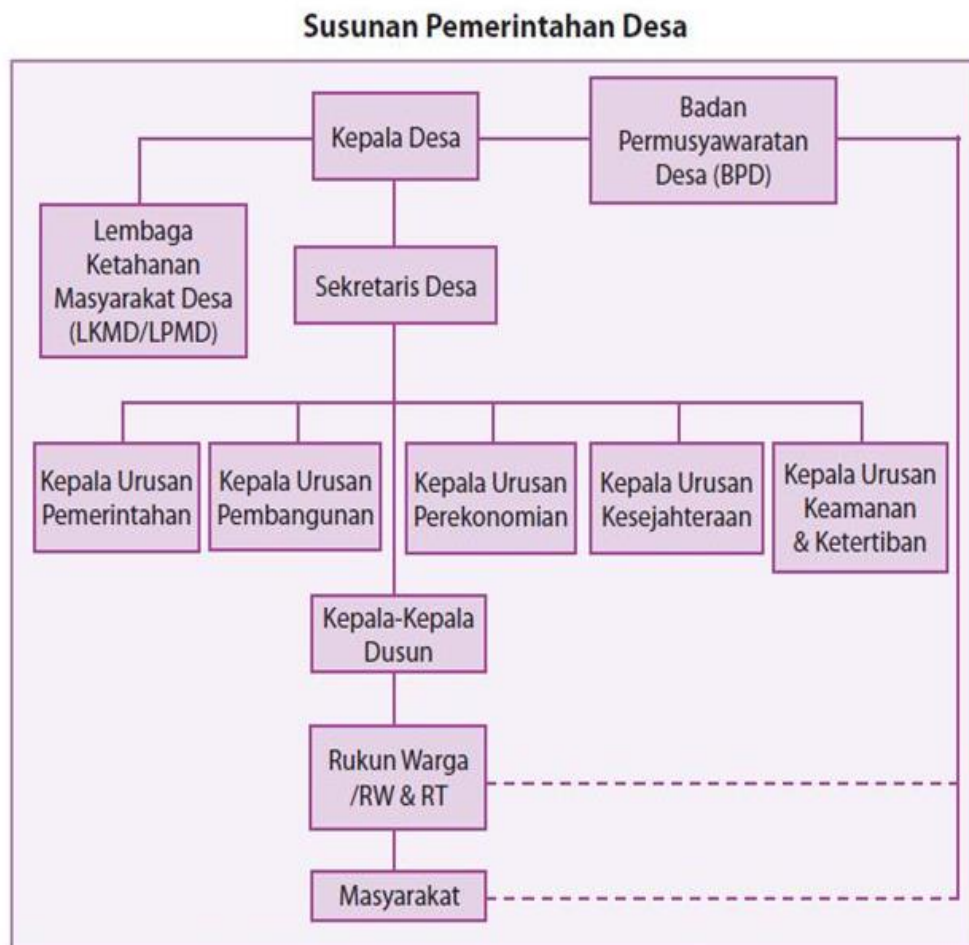 Susunan Pemerintahan Desa
Kepala Desa
Badan
Permusyawaratan
Desa (BPD)
Lembaga
Ketahanan
Masyarakat Desa
(LKMD/LPMD)
Sekretaris Desa
Kepala Urusan
Pemerintahan
Kepala Urusan
Pembangunan
Kepala Urusan
Perekonomian
Kepala Urusan
Kesejahteraan
Kepala Urusan
Keamanan
& Ketertiban
Kepala-Kepala
Dusun
Rukun Warga
/RW & RT
Masyarakat